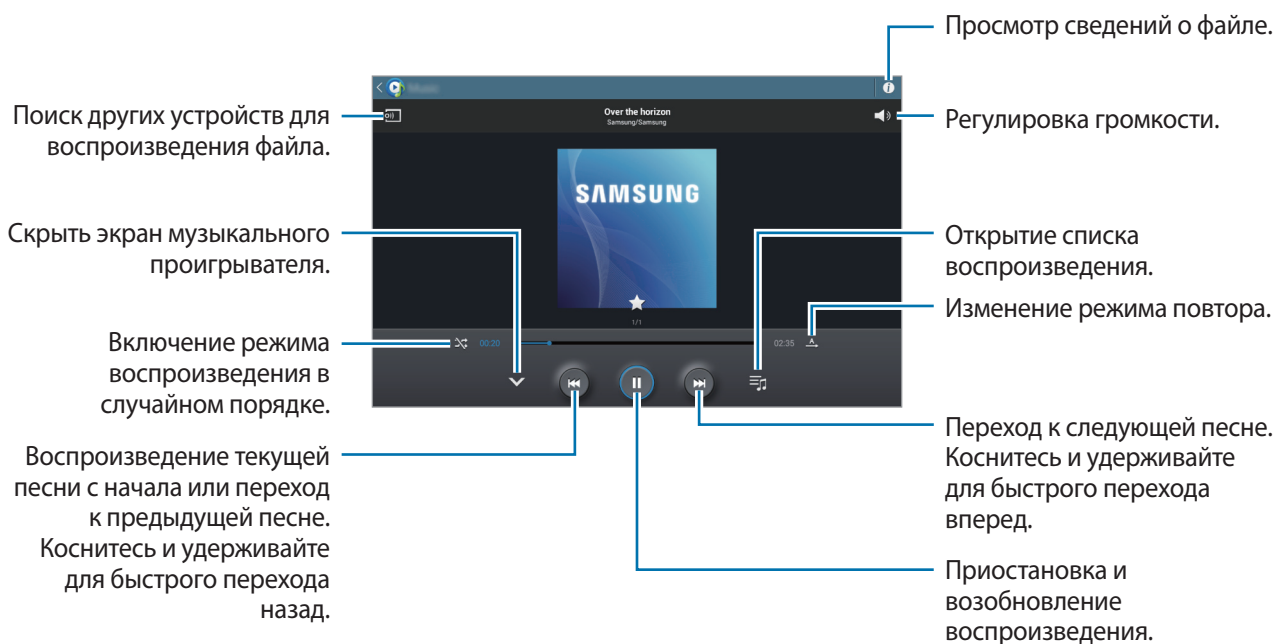 Просмотр сведений о файле.
Music
Поиск других устройств для
воспроизведения файла.
Over the horizon
Samsung/Samsung
Регулировка громкости.
SAMSUNG
Скрыть экран музыкального
проигрывателя.
Открытие списка
воспроизведения.
1/1
Изменение режима повтора.
Включение режима
воспроизведения в
случайном порядке.
00:20
02:35
A
Воспроизведение текущей
песни с начала или переход
к предыдущей песне.
Коснитесь и удерживайте
для быстрого перехода
назад.
Переход к следующей песне.
Коснитесь и удерживайте
для быстрого перехода
вперед.
Приостановка и
возобновление
воспроизведения.